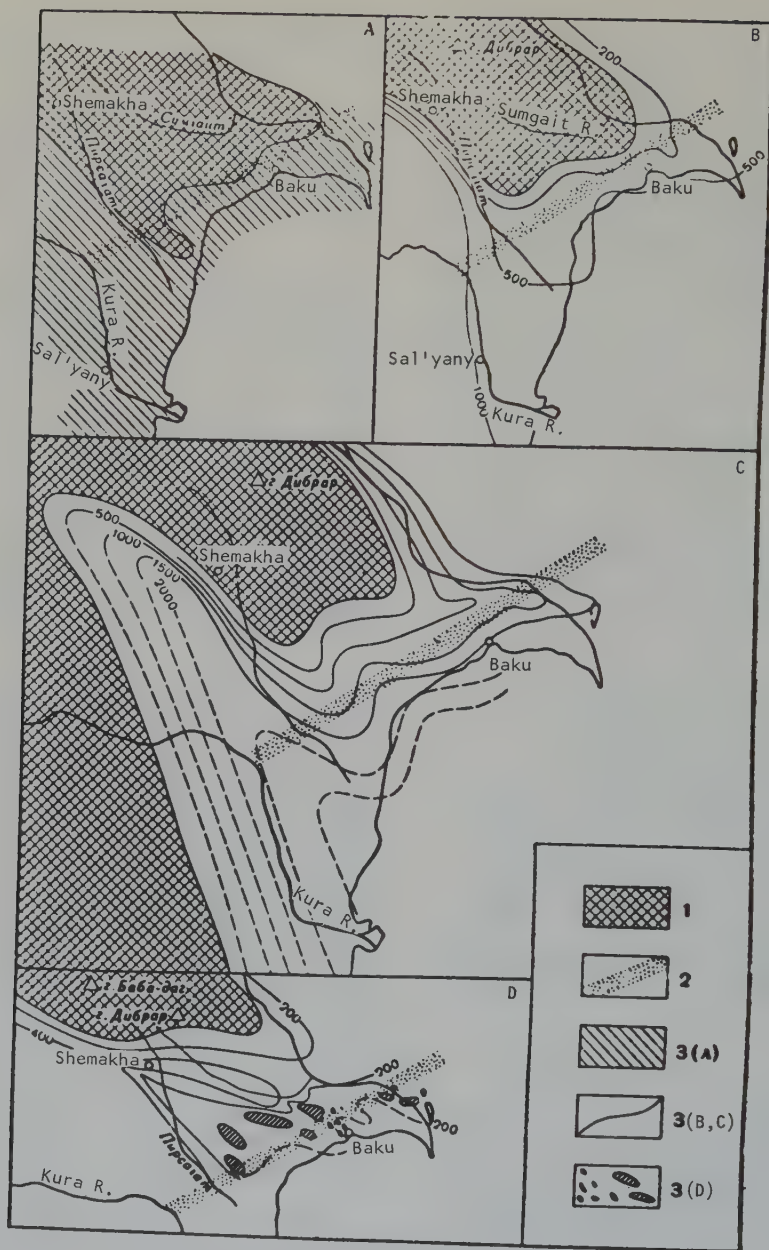 A
Shemakha
Сумгаит
Пирсагат
Baku
Kura R.
Sal'yany
B
г. Дибрар
200
Shemakha
Sumgait R.
Baku
500
500
Sal'yany
1000
Kura R.
C
г. Дибрар
500
1000
1500
2000
Shemakha
Baku
Kura R.
D
г. Баба-даг
г. Дибрар
200
400
Shemakha
200
200
Пирсагат
Baku
Kura R.
1
2
3(A)
3(B,C)
3(D)